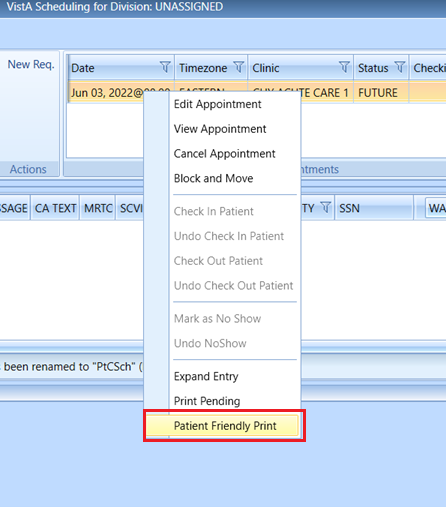 VistA Scheduling for Division: UNASSIGNED
New Req.
Date Timezone Clinic Status Checki
Jun 03, 2022@ EASTERN CHY ACUTE CARE 1 FUTURE
Edit Appointment
View Appointment
Cancel Appointment
Actions
ntments
Block and Move
SSAGE CA TEXT MRTC SCVI TY SSN WA
Check In Patient
Undo Check In Patient
Check Out Patient
Undo Check Out Patient
Mark as No Show
Undo NoShow
s been renamed to "PtCSch" (
Expand Entry
Print Pending
Patient Friendly Print